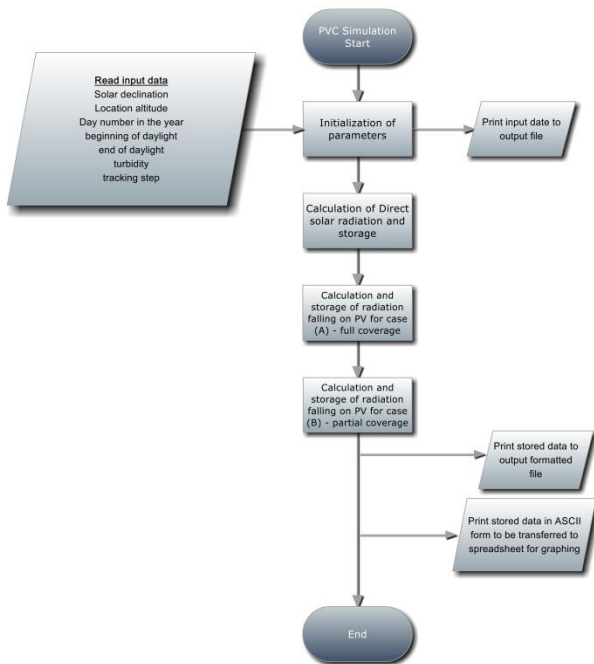 PVC Simulation
Start
Read input data
Solar declination
Location altitude
Day number in the year
beginning of daylight
end of daylight
turbidity
tracking step
Initialization of
parameters
Print input date to
output file
Calculation of Direct
solar radiation and
storage
Calculation and
storage of radiation
falling on PV for case
(A) - full coverage
Calculation and
storage of radiation
falling on PV for case
(B) - partial coverage
Print stored data to
output formatted
file
Print stored data in ASCII
form to be transferred to
spreadsheet for graphing
End